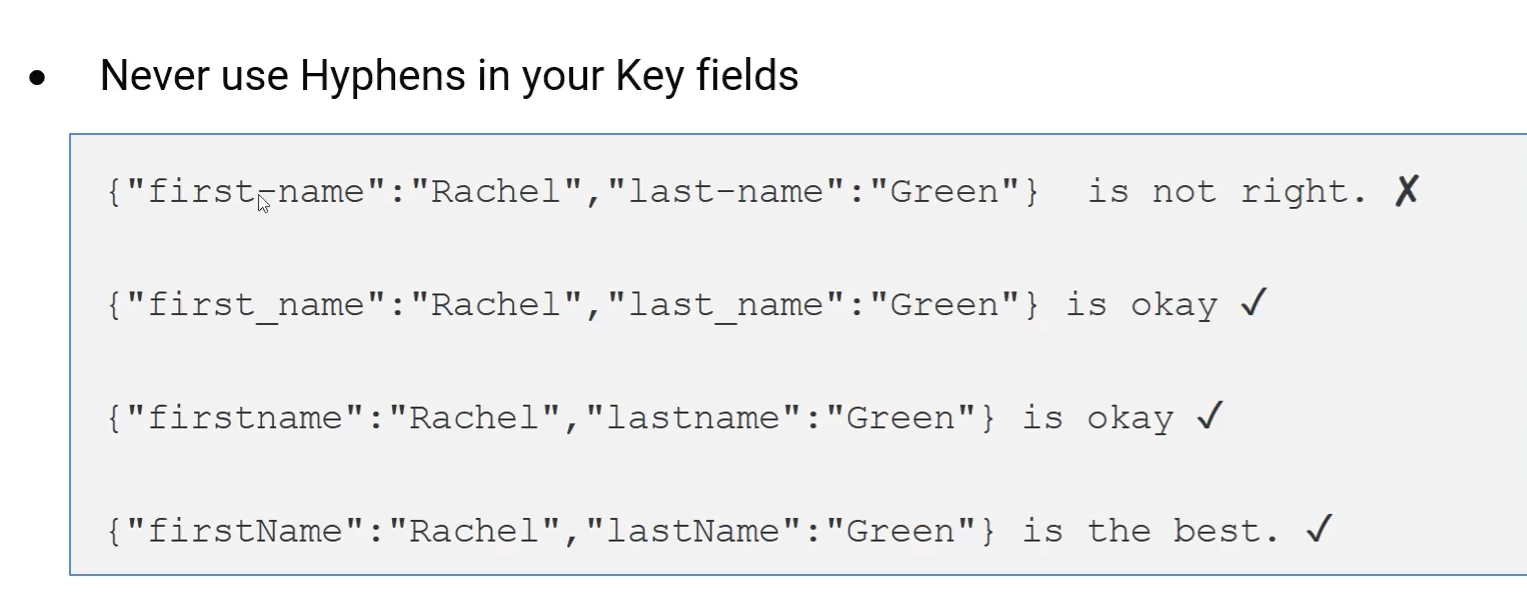 • Never use Hyphens in your Key fields
{"first-name":"Rachel","last-name":"Green"} is not right. ✗
{"first_name":"Rachel","last_name":"Green"} is okay ✓
{"firstname":"Rachel","lastname":"Green"} is okay ✓
{"firstName":"Rachel","lastName":"Green"} is the best. ✓